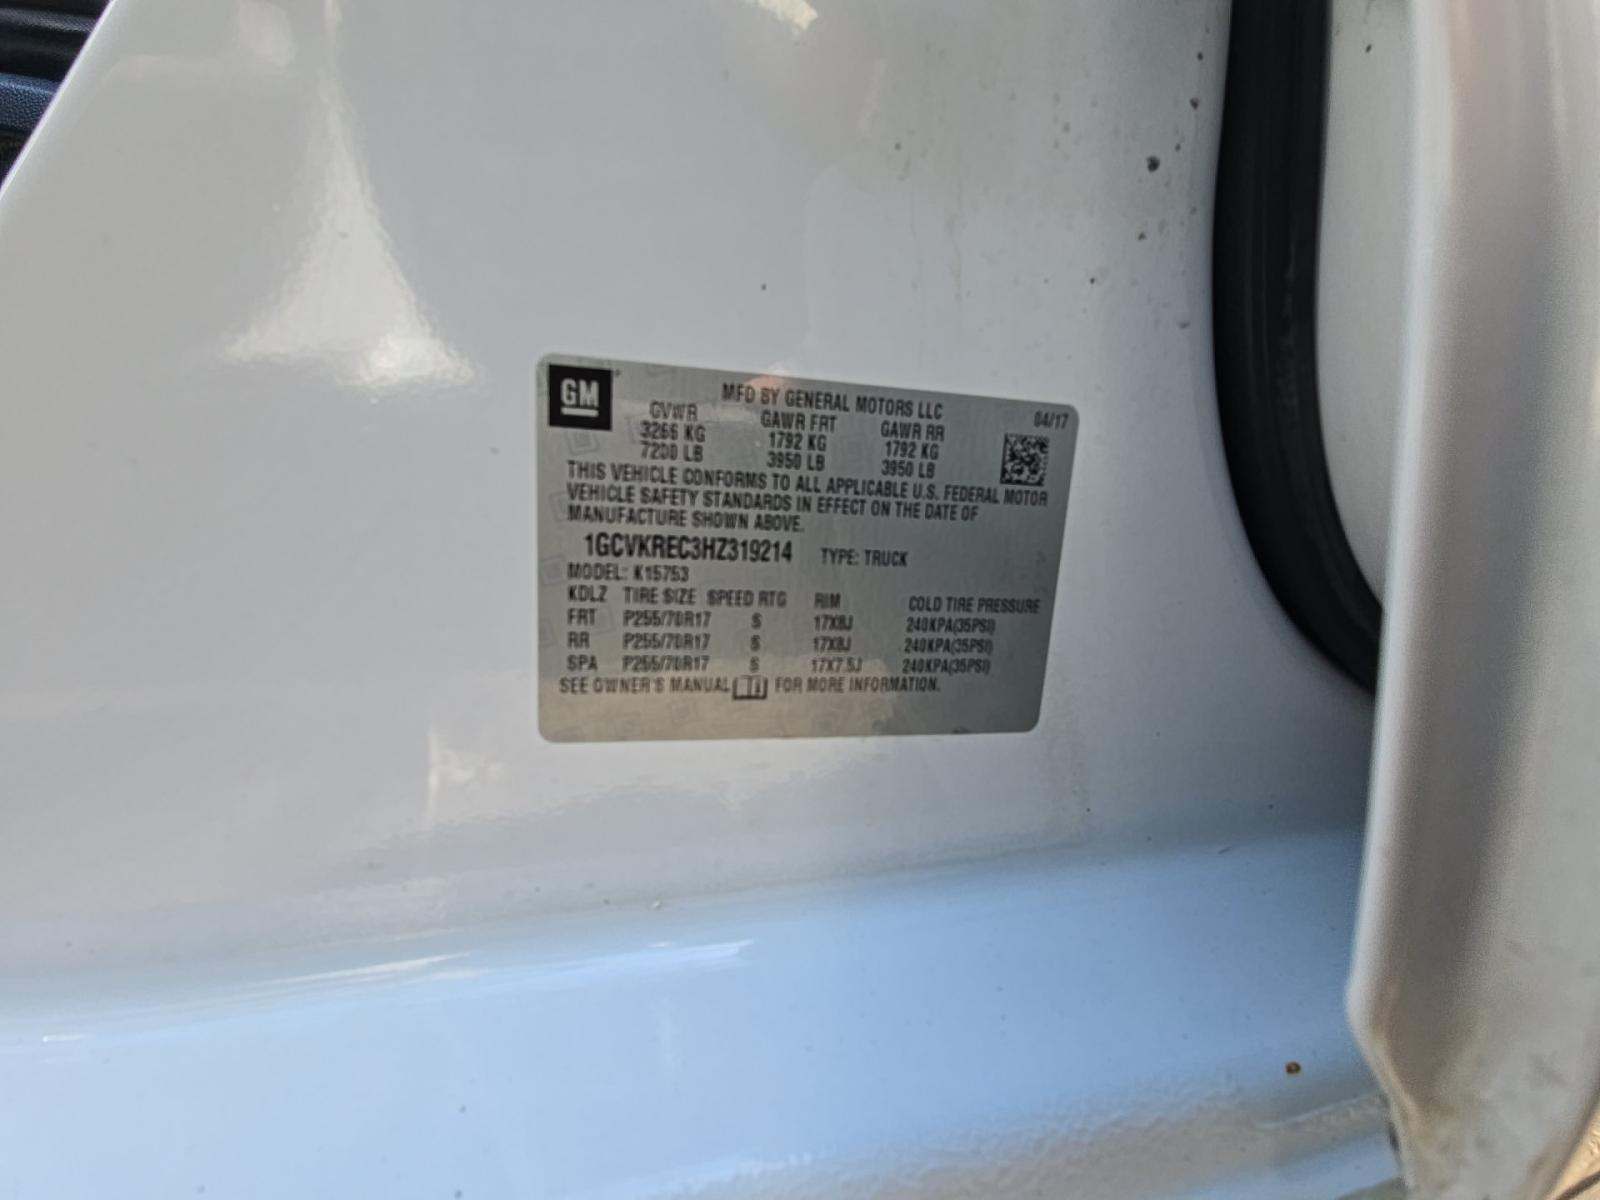 GM
MFD BY GENERAL MOTORS LLC 04/17
GVWR GAWR FRT GAWR RR
3266 KG 1792 KG 1792 KG
7200 LB 3950 LB 3950 LB
THIS VEHICLE CONFORMS TO ALL APPLICABLE U.S. FEDERAL MOTOR
VEHICLE SAFETY STANDARDS IN EFFECT ON THE DATE OF
MANUFACTURE SHOWN ABOVE.
1GCVKREC3HZ319214 TYPE: TRUCK
MODEL: K15753
KDLZ TIRE SIZE SPEED RTG RIM COLD TIRE PRESSURE
FRT P255/70R17 S 17X8J 240KPA(35PSI)
RR P255/70R17 S 17X8J 240KPA(35PSI)
SPA P255/70R17 S 17X7.5J 240KPA(35PSI)
SEE OWNER'S MANUAL FOR MORE INFORMATION.